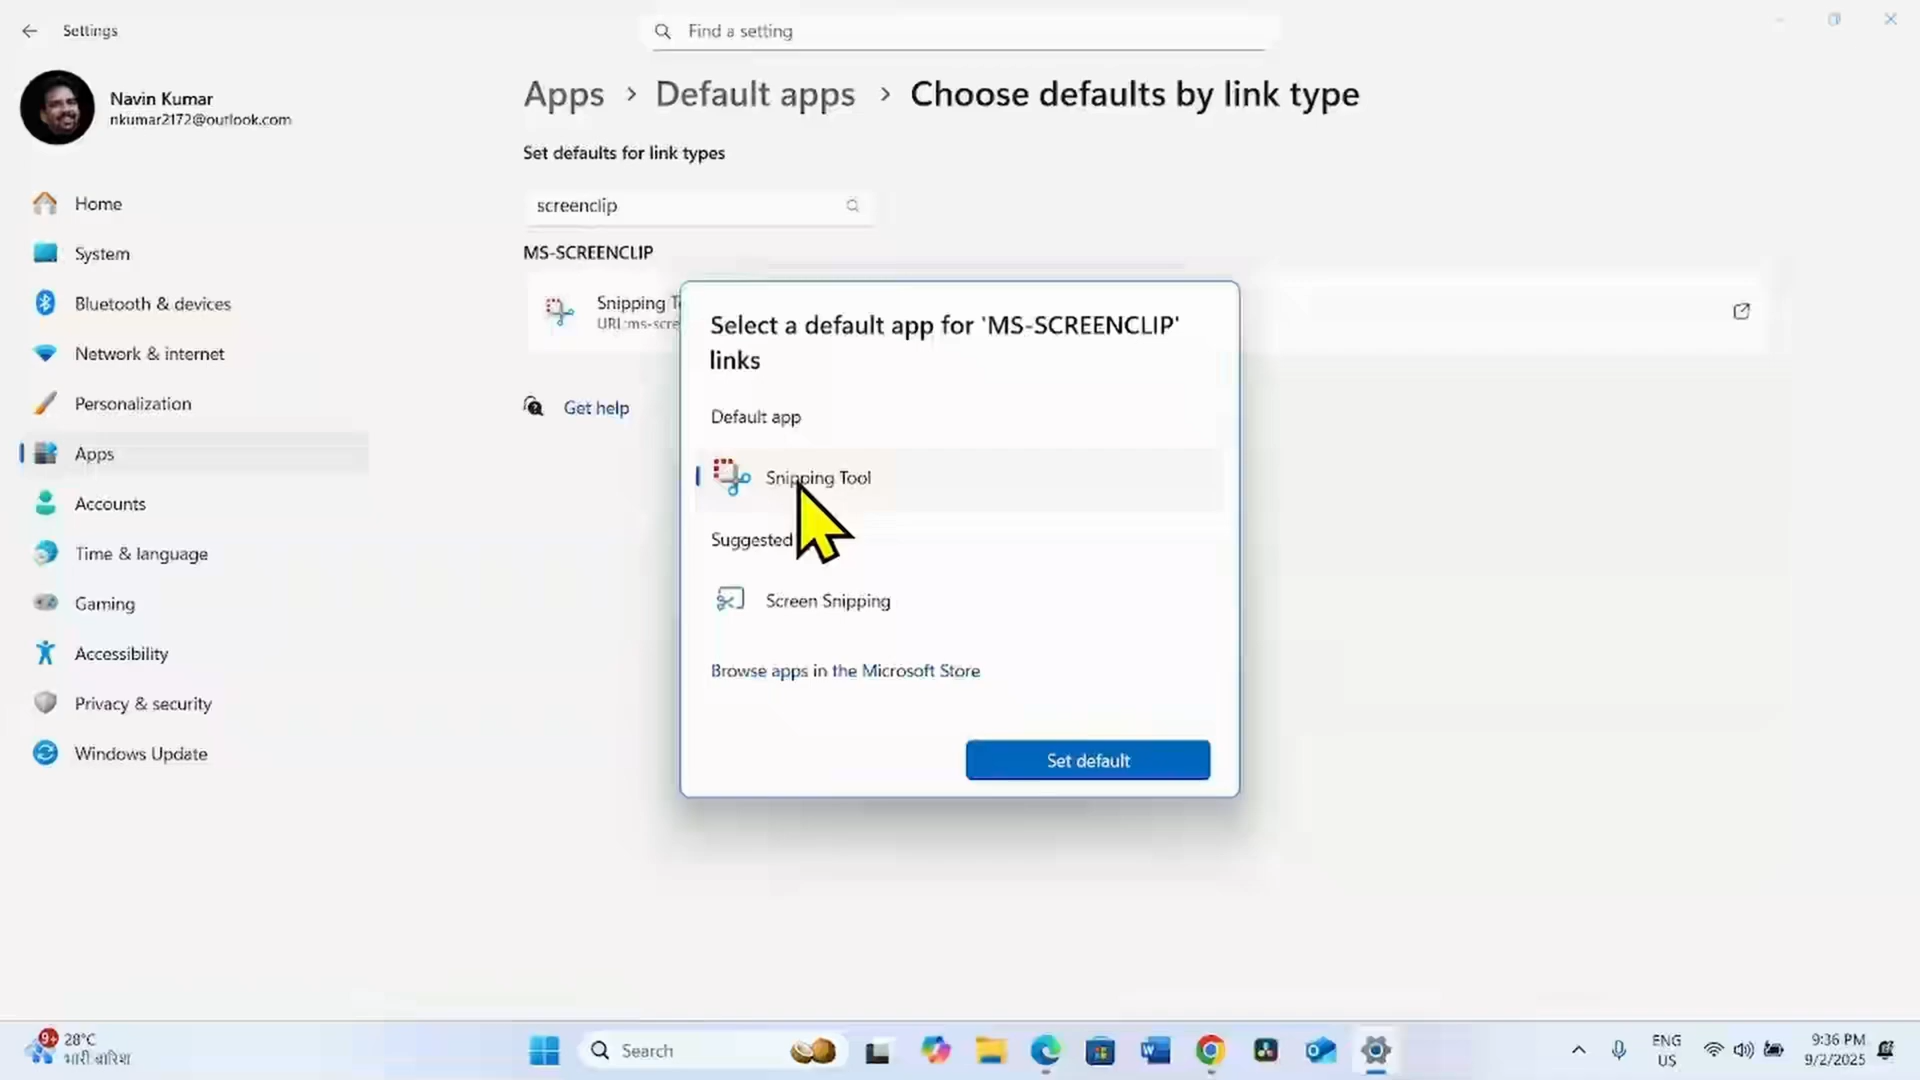 Settings
Find a setting
Navin Kumar
nkumar2172@outlook.com
Home
System
Bluetooth & devices
Network & internet
Personalization
Apps
Accounts
Time & language
Gaming
Accessibility
Privacy & security
Windows Update
Apps > Default apps > Choose defaults by link type
Set defaults for link types
screenclip
MS-SCREENCLIP
Snipping T
URL:ms-scre
Get help
Select a default app for 'MS-SCREENCLIP'
links
Default app
Snipping Tool
Suggested
Screen Snipping
Browse apps in the Microsoft Store
Set default
9+
28°C
भारी बारिश
Search
ENG
US
9:36 PM
9/2/2025